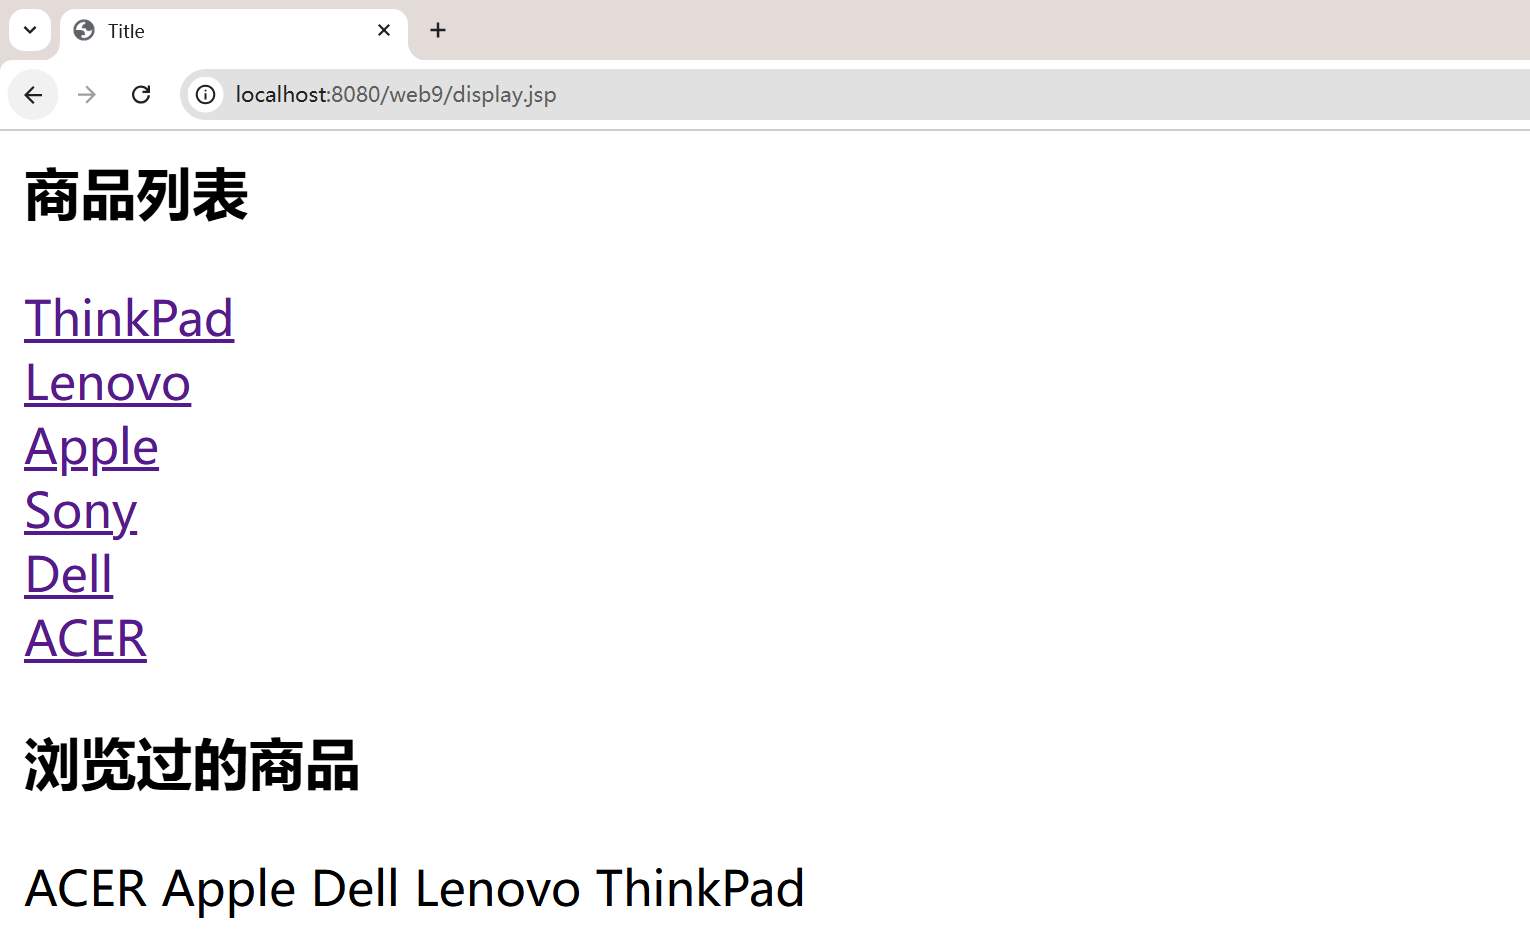 Title
localhost:8080/web9/display.jsp
商品列表
ThinkPad
Lenovo
Apple
Sony
Dell
ACER
浏览过的商品
ACER Apple Dell Lenovo ThinkPad